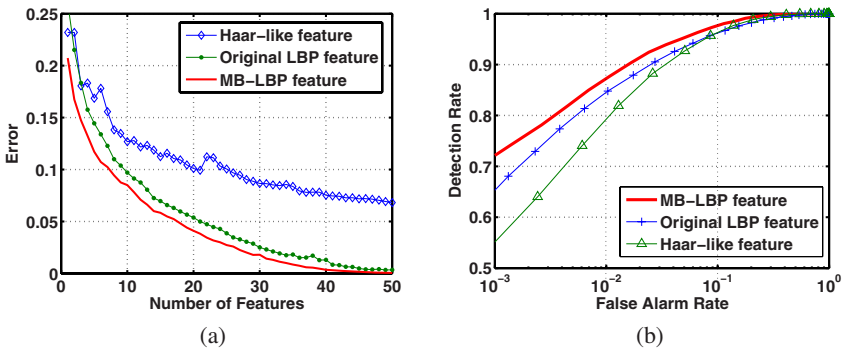 0.25
0.2
0.15
0.1
0.05
0
0 10 20 30 40 50
Error
Number of Features
Haar-like feature
Original LBP feature
MB-LBP feature
(a)
1
0.9
0.8
0.7
0.6
0.5
10⁻³ 10⁻² 10⁻¹ 10⁰
Detection Rate
False Alarm Rate
MB-LBP feature
Original LBP feature
Haar-like feature
(b)